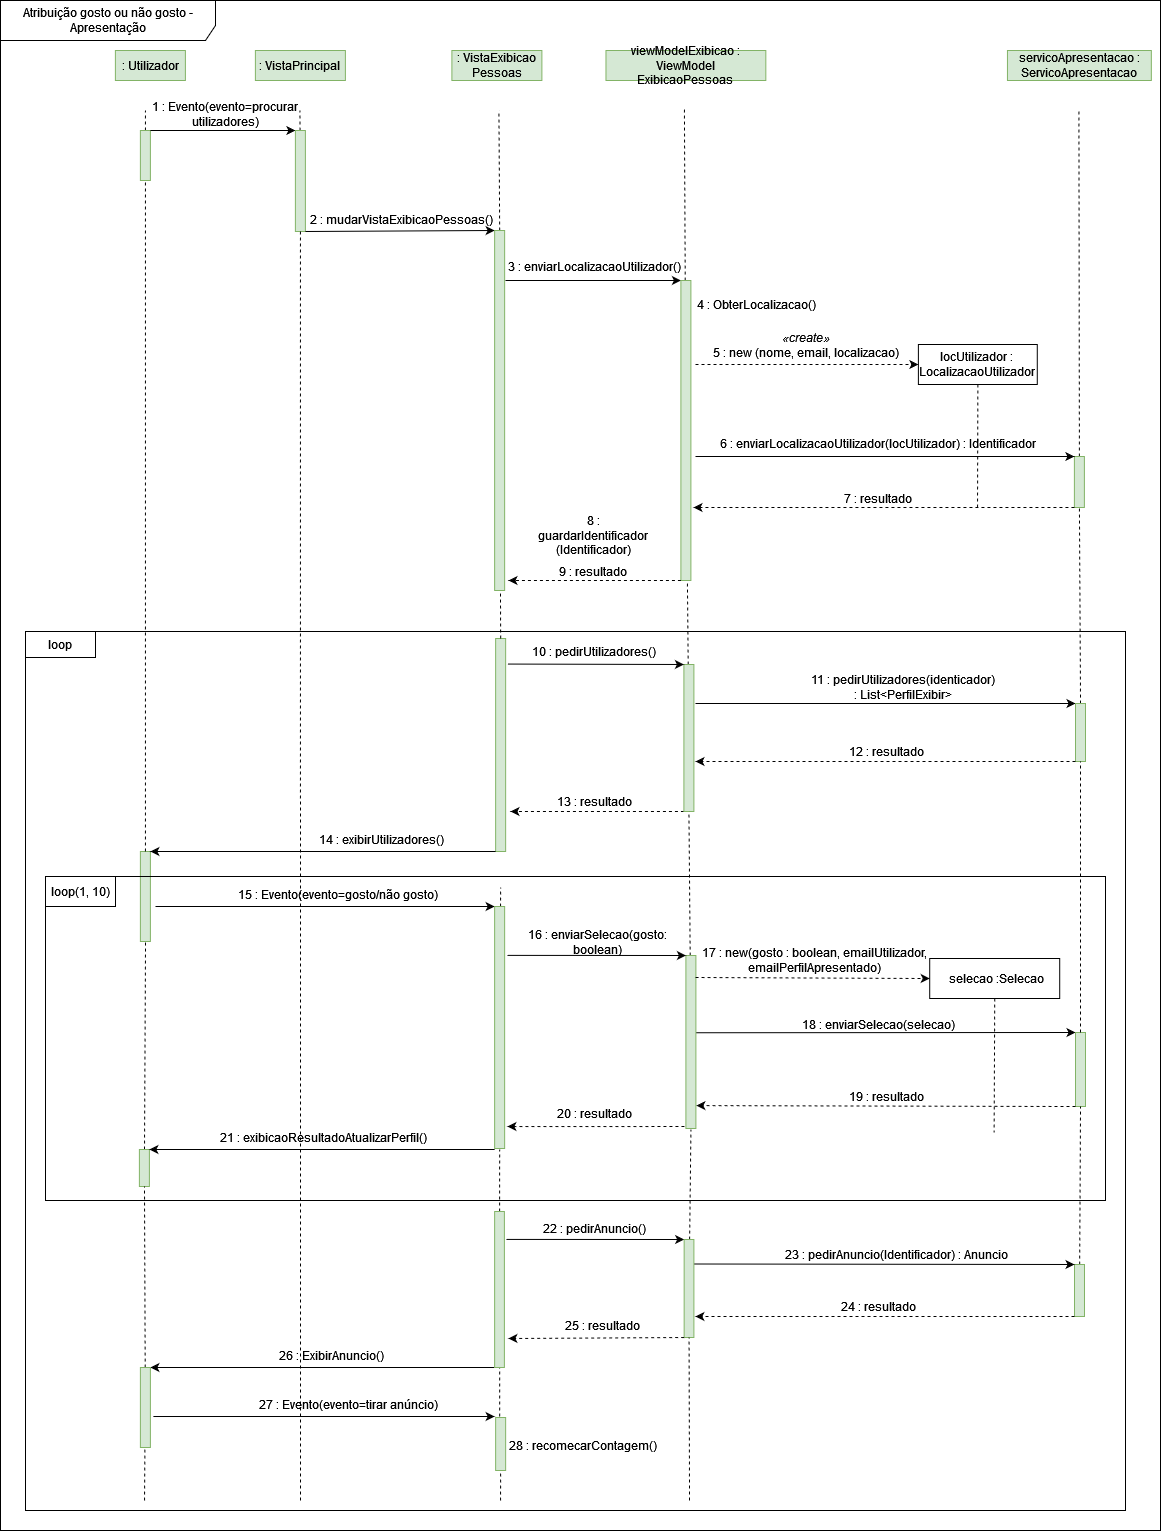 Atribuição gosto ou não gosto -
Apresentação
: Utilizador
: VistaPrincipal
: VistaExibicao
Pessoas
viewModelExibicao :
ViewModel
ExibicaoPessoas
servicoApresentacao :
ServicoApresentacao
1 : Evento(evento=procurar
utilizadores)
2 : mudarVistaExibicaoPessoas()
3 : enviarLocalizacaoUtilizador()
4 : ObterLocalizacao()
«create»
5 : new (nome, email, localizacao)
locUtilizador :
LocalizacaoUtilizador
6 : enviarLocalizacaoUtilizador(locUtilizador) : Identificador
7 : resultado
8 :
guardarIdentificador
(Identificador)
9 : resultado
loop
10 : pedirUtilizadores()
11 : pedirUtilizadores(identicador)
: List<PerfilExibir>
12 : resultado
13 : resultado
14 : exibirUtilizadores()
loop(1, 10)
15 : Evento(evento=gosto/não gosto)
16 : enviarSelecao(gosto:
boolean)
17 : new(gosto : boolean, emailUtilizador,
emailPerfilApresentado)
selecao :Selecao
18 : enviarSelecao(selecao)
19 : resultado
20 : resultado
21 : exibicaoResultadoAtualizarPerfil()
22 : pedirAnuncio()
23 : pedirAnuncio(Identificador) : Anuncio
24 : resultado
25 : resultado
26 : ExibirAnuncio()
27 : Evento(evento=tirar anúncio)
28 : recomecarContagem()